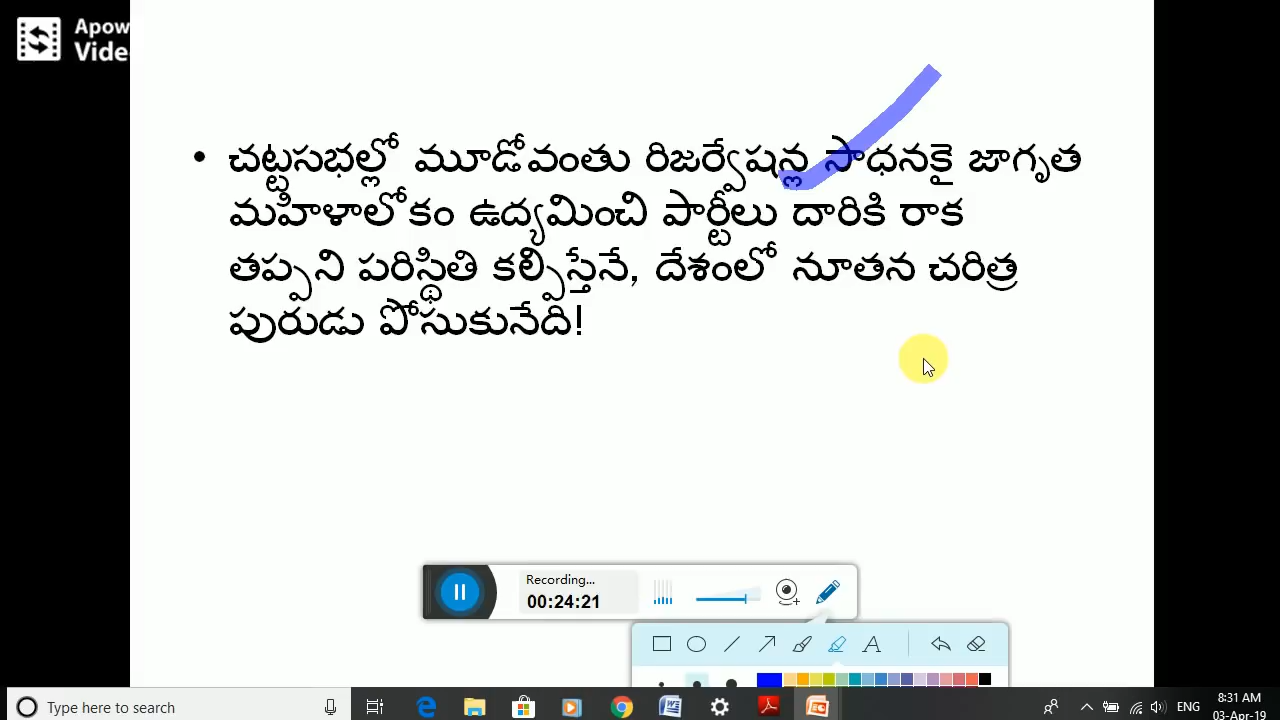 Apow
Vide
• చట్టసభల్లో మూడోవంతు రిజర్వేషన్ల సాధనకై జాగృత
మహిళాలోకం ఉద్యమించి పార్టీలు దారికి రాక
తప్పని పరిస్థితి కల్పిస్తేనే, దేశంలో నూతన చరిత్ర
పురుడు పోసుకునేది!
Recording...
00:24:21
A
Type here to search
ENG
8:31 AM
03-Apr-19